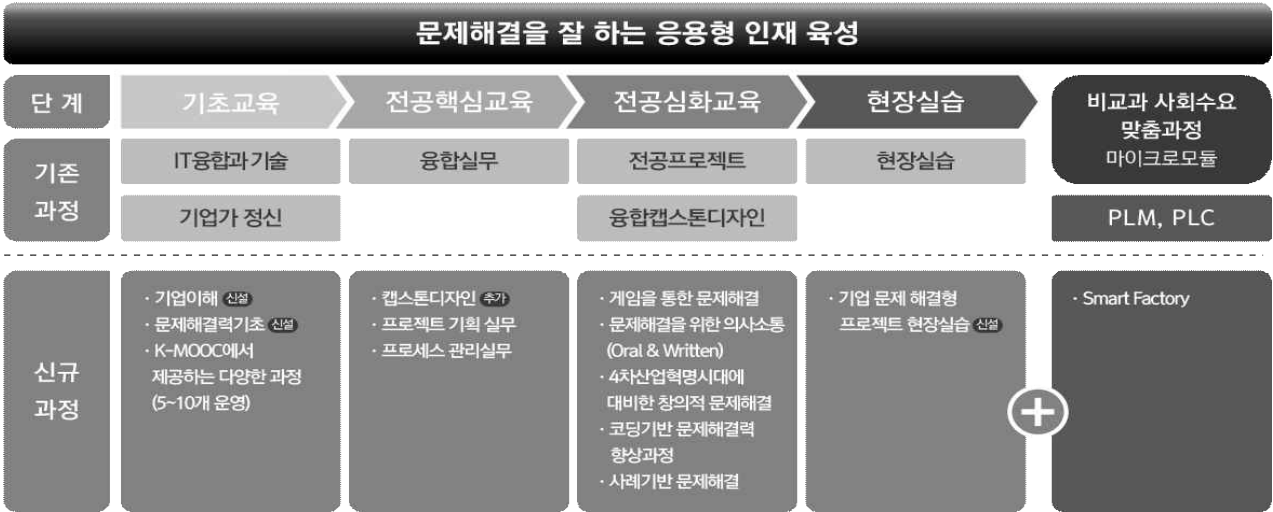 문제해결을 잘 하는 응용형 인재 육성
단 계
기초교육
전공핵심교육
전공심화교육
현장실습
비교과 사회수요
맞춤과정
마이크로모듈
기존
과정
IT융합과 기술
융합실무
전공프로젝트
현장실습
기업가 정신
융합캡스톤디자인
PLM, PLC
신규
과정
· 기업이해 신설
· 문제해결력기초 신설
· K-MOOC에서
제공하는 다양한 과정
(5~10개 운영)
· 캡스톤디자인 추가
· 프로젝트 기획 실무
· 프로세스 관리실무
· 게임을 통한 문제해결
· 문제해결을 위한 의사소통
(Oral & Written)
· 4차산업혁명시대에
대비한 창의적 문제해결
· 코딩기반 문제해결력
향상과정
· 사례기반 문제해결
· 기업 문제 해결형
프로젝트 현장실습 신설
+
· Smart Factory